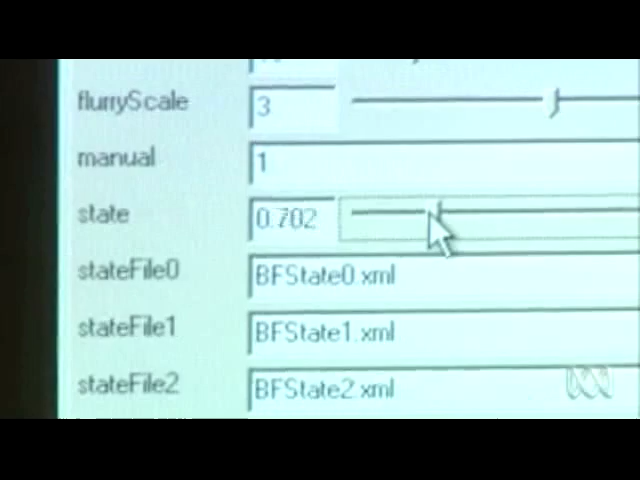 flurryScale 3
manual 1
state 0.702
stateFile0 BFState0.xml
stateFile1 BFState1.xml
stateFile2 BFState2.xml